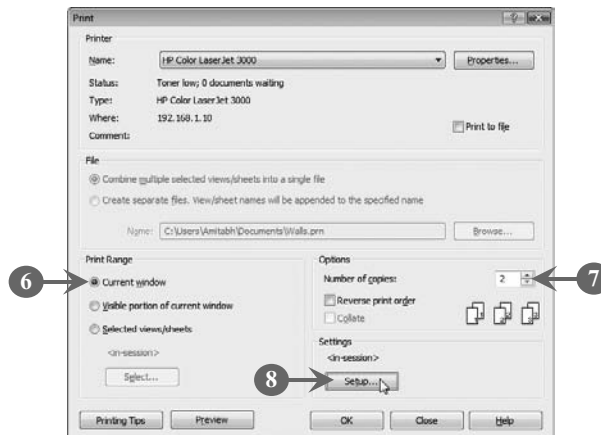 Print
Printer
Name: HP Color LaserJet 3000 Properties...
Status: Toner low; 0 documents waiting
Type: HP Color LaserJet 3000
Where: 192.168.1.10
Comment: Print to file
File
Combine multiple selected views/sheets into a single file
Create separate files. View/sheet names will be appended to the specified name
Name: C:\Users\Amitabh\Documents\Walls.prn Browse...
Print Range
6 Current window
Visible portion of current window
Selected views/sheets
<in-session>
Select...
Options
Number of copies: 2 7
Reverse print order
Collate
Settings
<in-session>
8 Setup...
Printing Tips Preview OK Close Help